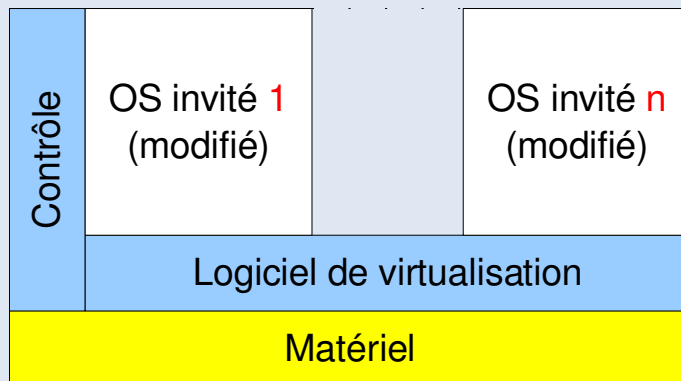 Contrôle
OS invité 1
(modifié)
OS invité n
(modifié)
Logiciel de virtualisation
Matériel